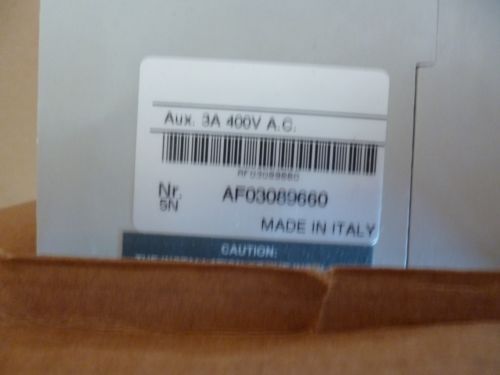 Aux. 3A 400V A.C.
AF03089660
Nr. AF03089660
SN
MADE IN ITALY
CAUTION: